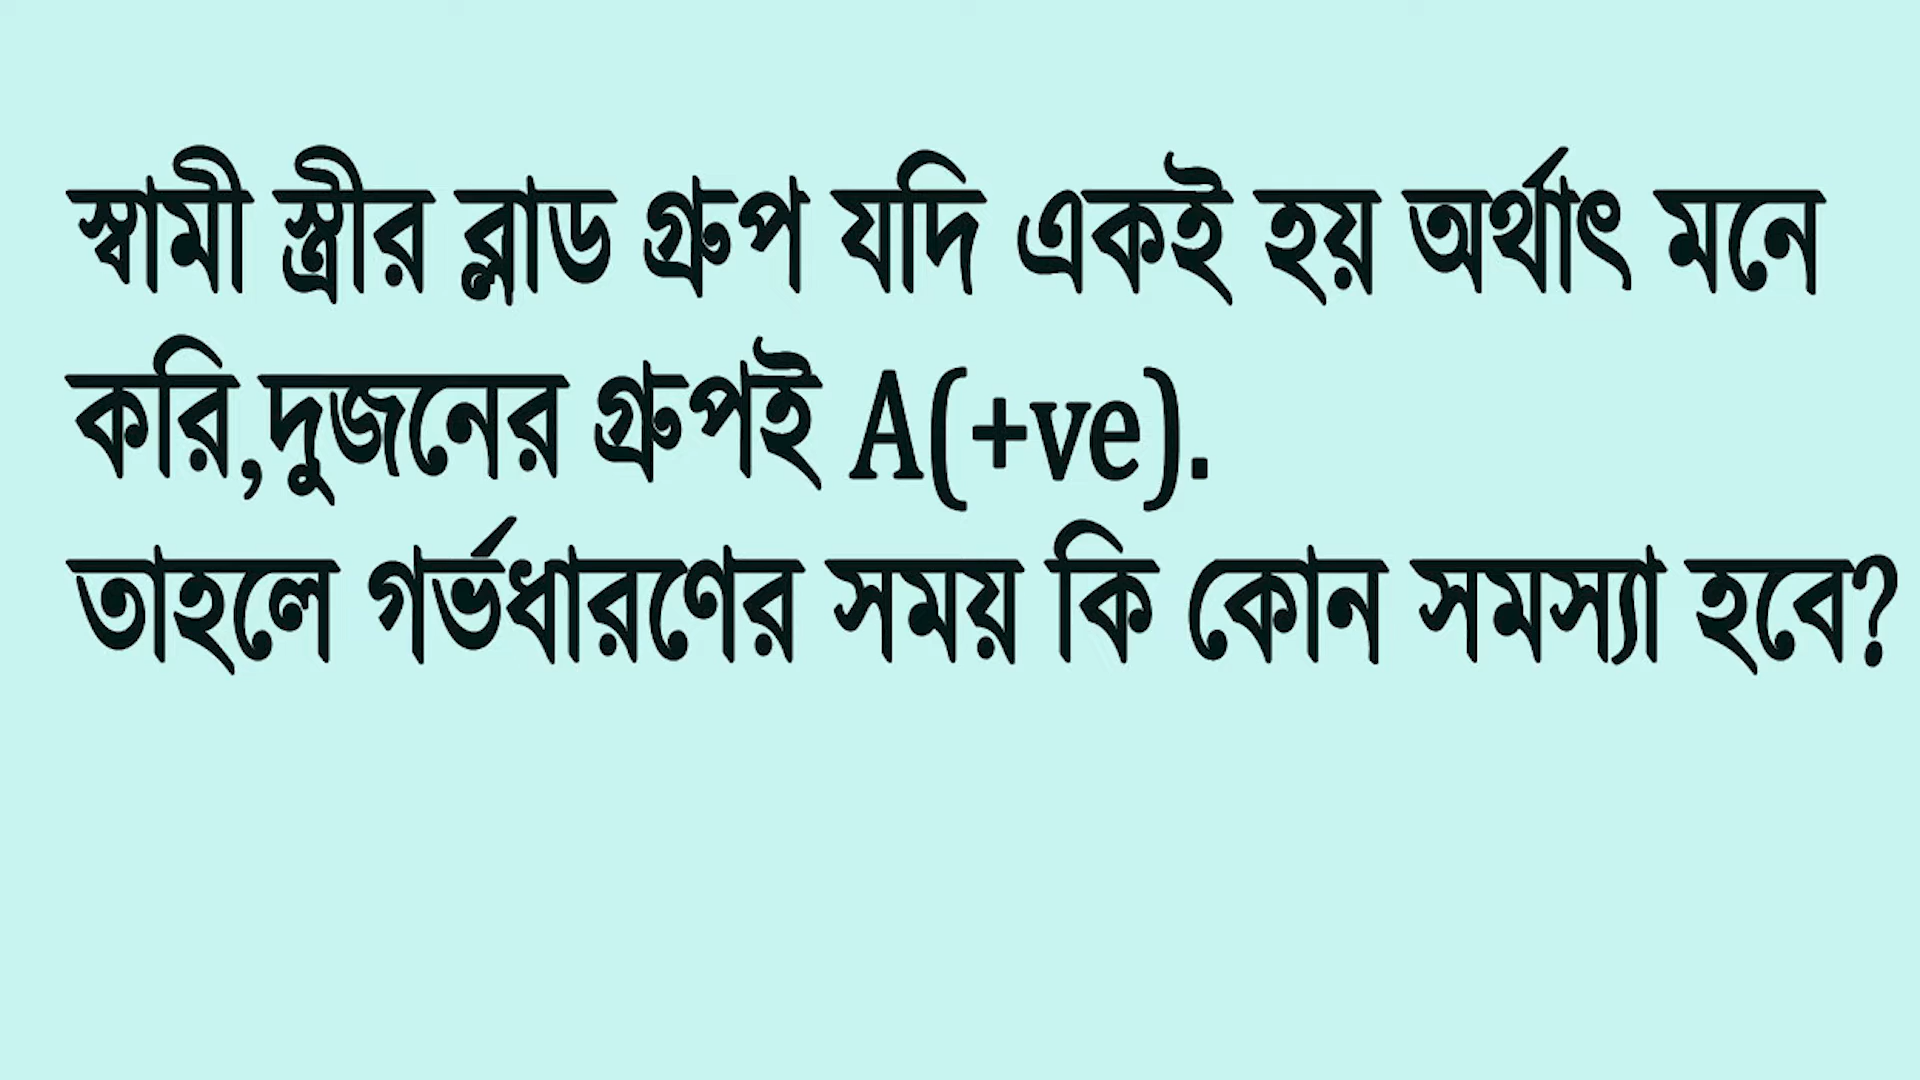 স্বামী স্ত্রীর ব্লাড গ্রুপ যদি একই হয় অর্থাৎ মনে
করি,দুজনের গ্রুপই A(+ve).
তাহলে গর্ভধারণের সময় কি কোন সমস্যা হবে?